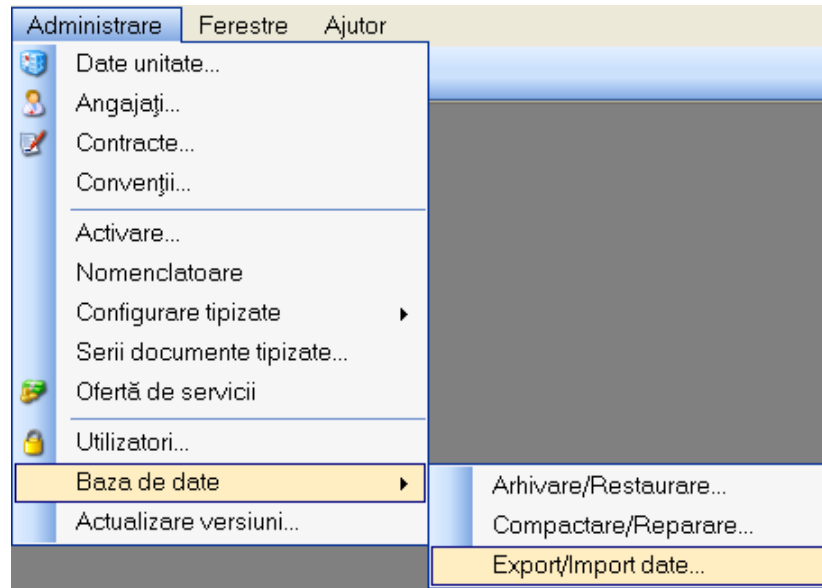 Administrare Ferestre Ajutor
Date unitate...
Angajaţi...
Contracte...
Convenţii...
Activare...
Nomenclatoare
Configurare tipizate
Serii documente tipizate...
Ofertă de servicii
Utilizatori...
Baza de date
Arhivare/Restaurare...
Actualizare versiuni...
Compactare/Reparare...
Export/Import date...